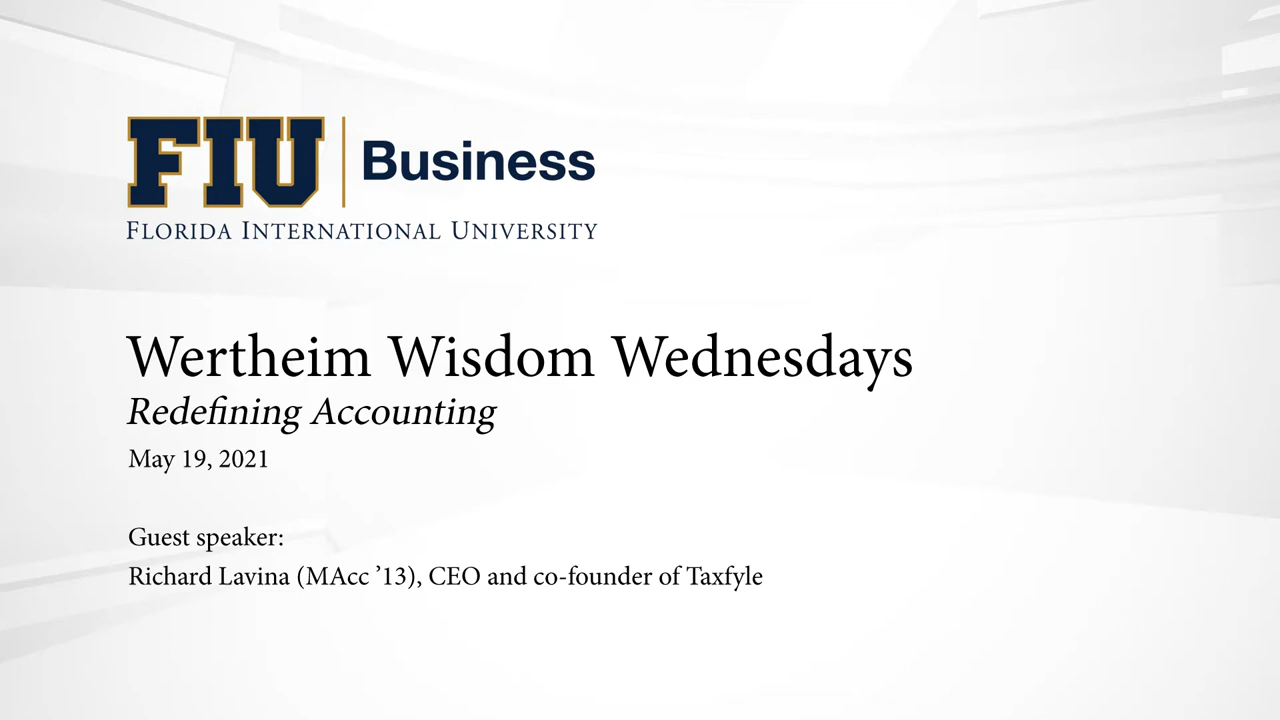 FIU Business
FLORIDA INTERNATIONAL UNIVERSITY
Wertheim Wisdom Wednesdays
Redefining Accounting
May 19, 2021
Guest speaker:
Richard Lavina (MAcc ’13), CEO and co-founder of Taxfyle